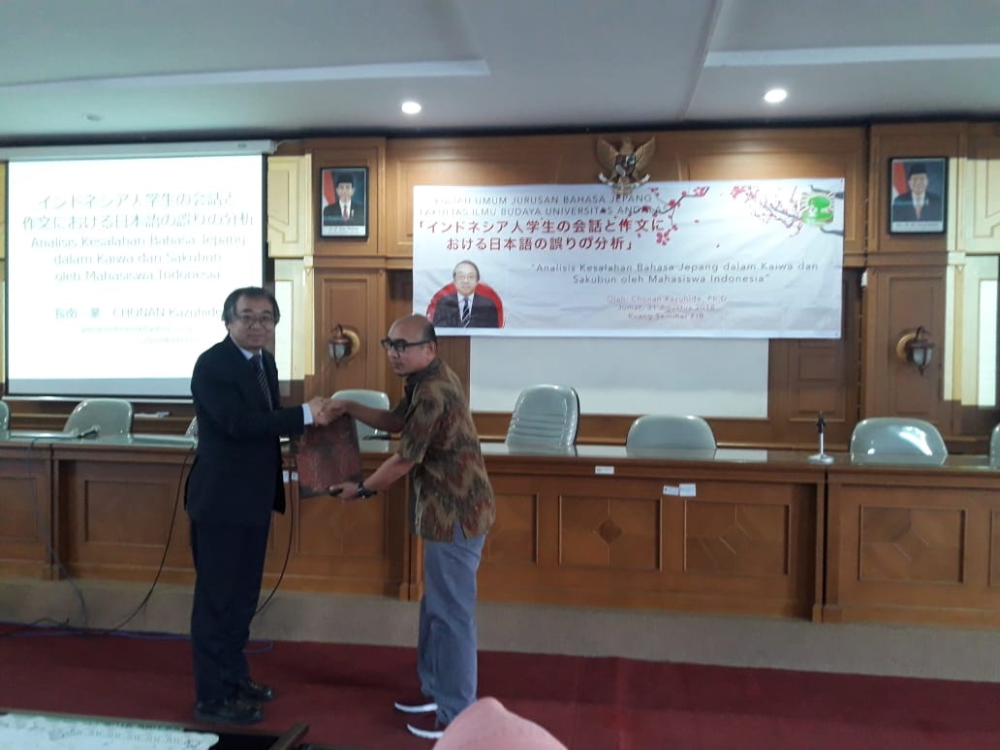 インドネシア人学生の会話と
作文における日本語の誤りの分析
Analisis Kesalahan Bahasa Jepang
dalam Kaiwa dan Sakubun
oleh Mahasiswa Indonesia
CHONAN Kazuhide
UMUM JURUSAN BAHASA JEPANG
FAKULTAS ILMU BUDAYA UNIVERSITAS ANDALAS
「インドネシア人学生の会話と作文に
おける日本語の誤りの分析」
"Analisis Kesalahan Bahasa Jepang dalam Kaiwa dan
Sakubun oleh Mahasiswa Indonesia"
Oleh: Chonan Kazuhide, Ph.D
Jumat, 31 Agustus 2018
Ruang Seminar FIB